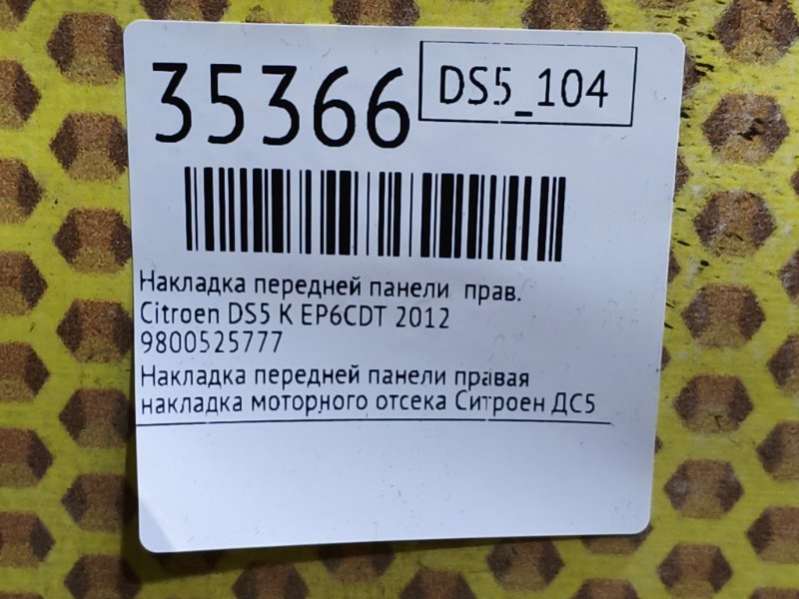 35366
DS5_104
Накладка передней панели прав.
Citroen DS5 K EP6CDT 2012
9800525777
Накладка передней панели правая
накладка моторного отсека Ситроен ДС5